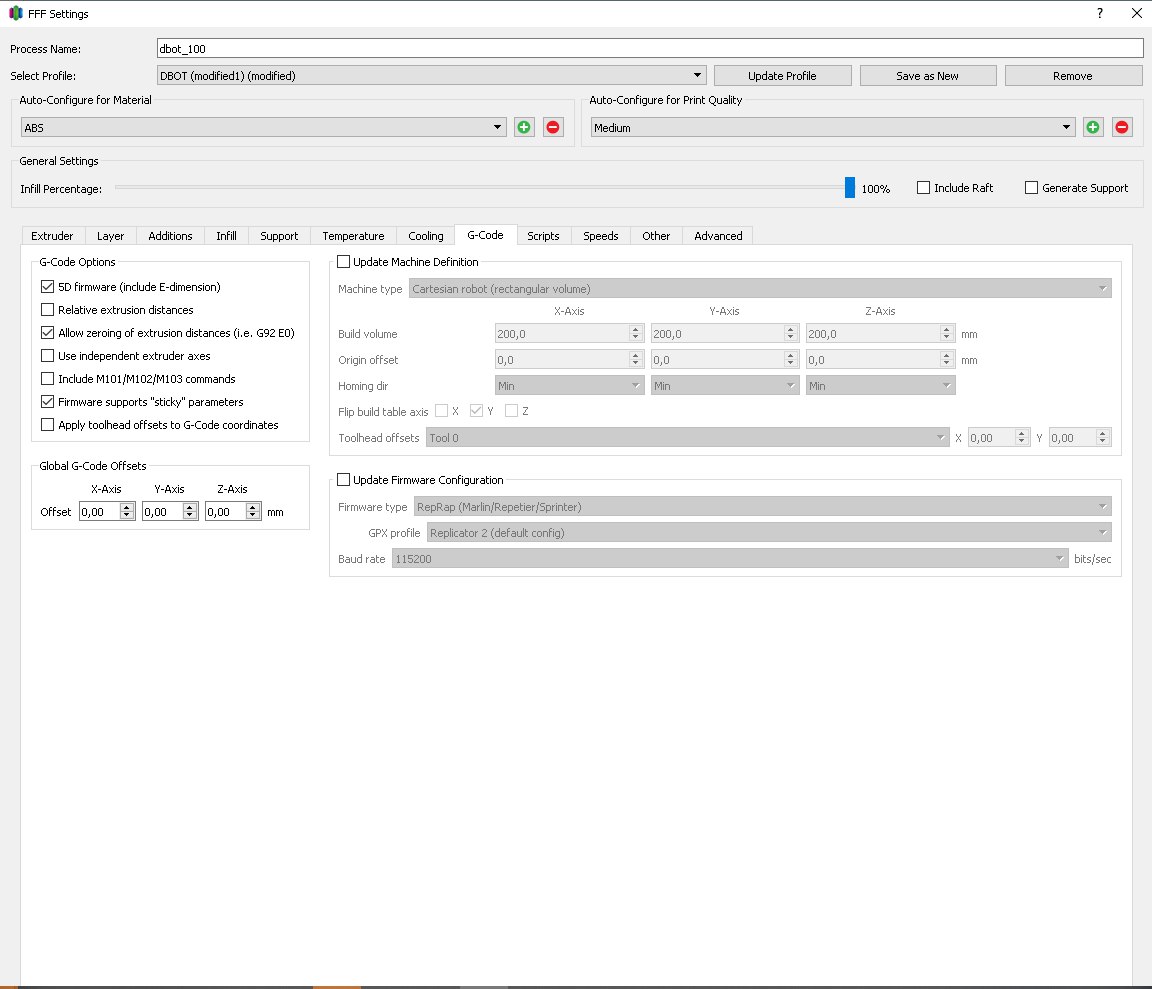 FFF Settings ?
Process Name: dbot_100
Select Profile: DBOT (modified1) (modified) Update Profile Save as New Remove
Auto-Configure for Material Auto-Configure for Print Quality
ABS Medium
General Settings
Infill Percentage: 100% Include Raft Generate Support
Extruder Layer Additions Infill Support Temperature Cooling G-Code Scripts Speeds Other Advanced
G-Code Options
5D firmware (include E-dimension)
Relative extrusion distances
Allow zeroing of extrusion distances (i.e. G92 E0)
Use independent extruder axes
Include M101/M102/M103 commands
Firmware supports "sticky" parameters
Apply toolhead offsets to G-Code coordinates
Global G-Code Offsets
X-Axis Y-Axis Z-Axis
Offset 0,00 0,00 0,00 mm
Update Machine Definition
Machine type Cartesian robot (rectangular volume)
X-Axis Y-Axis Z-Axis
Build volume 200,0 200,0 200,0 mm
Origin offset 0,0 0,0 0,0 mm
Homing dir Min Min Min
Flip build table axis X Y Z
Toolhead offsets Tool 0 X 0,00 Y 0,00
Update Firmware Configuration
Firmware type RepRap (Marlin/Repetier/Sprinter)
GPX profile Replicator 2 (default config)
Baud rate 115200 bits/sec